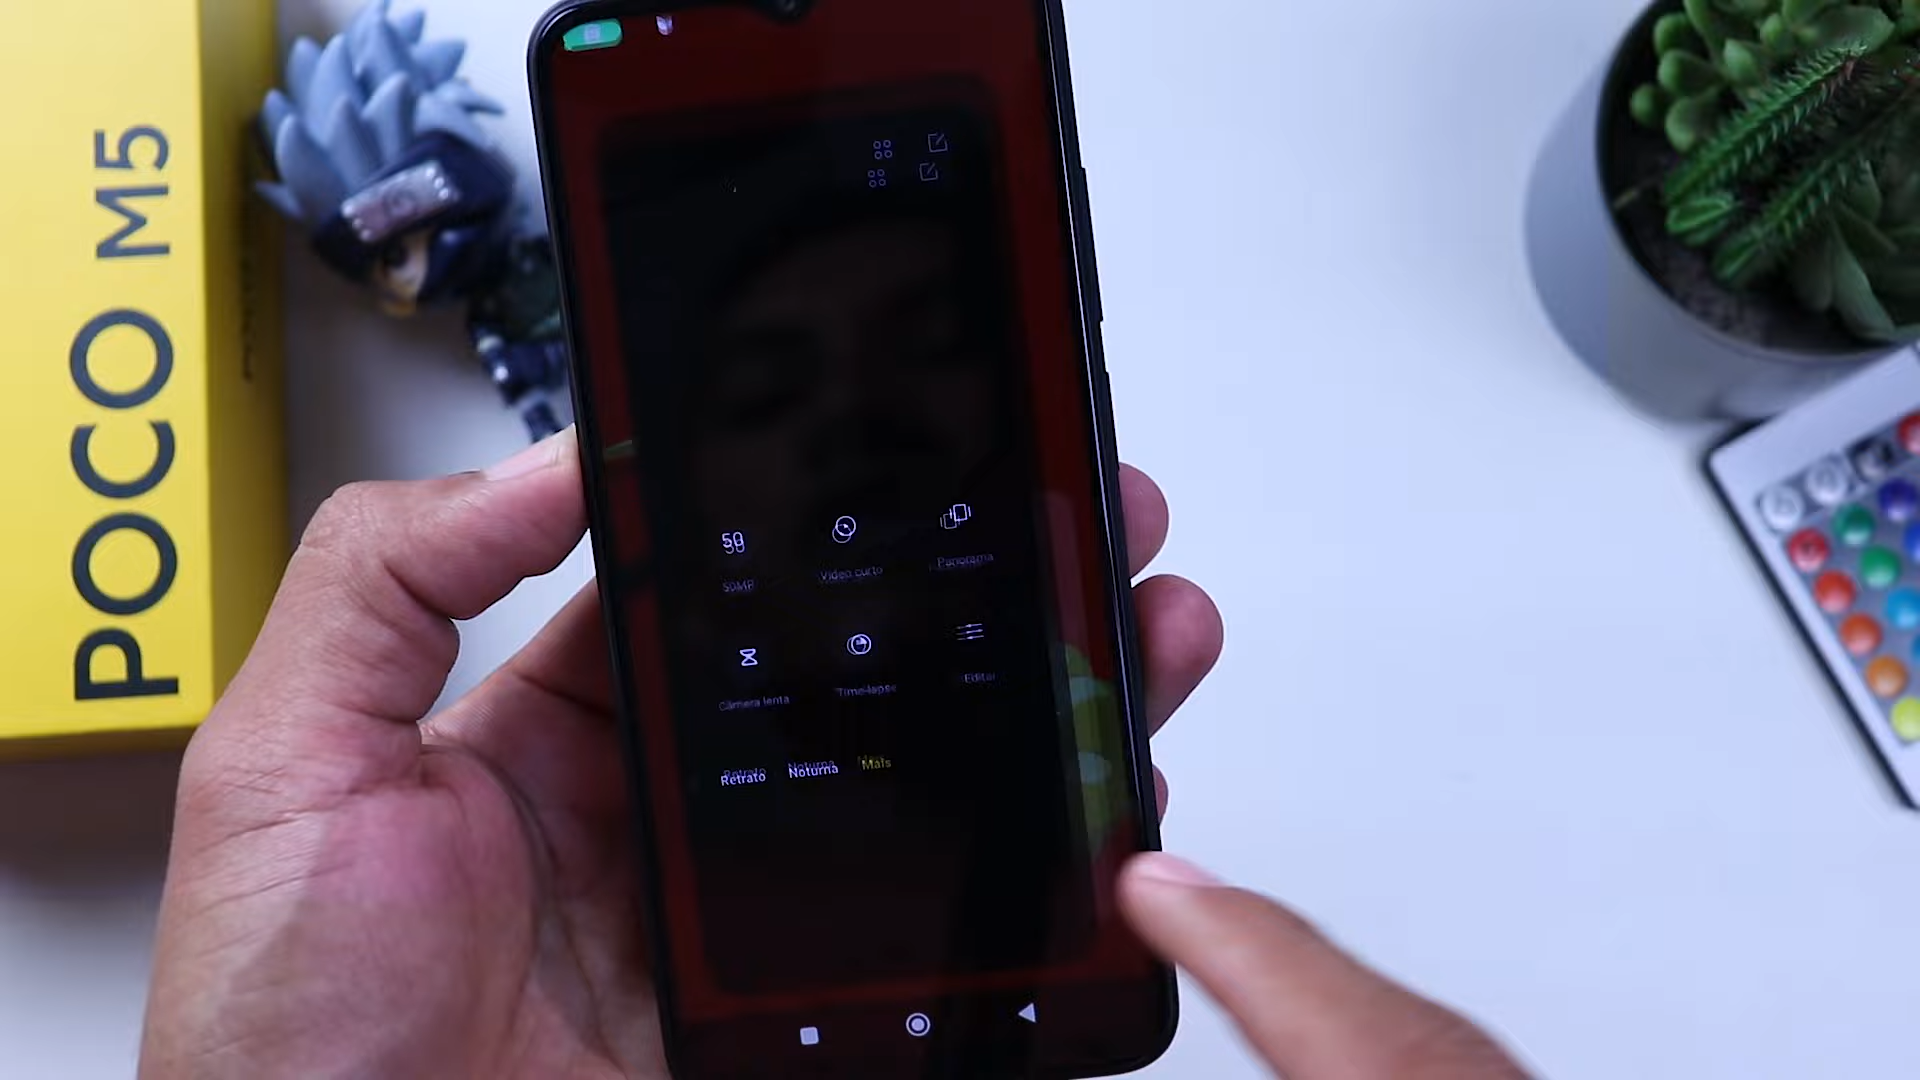 POCO M5
50
50MP Vídeo curto Panorama
Câmera lenta Time-lapse Editar
Retrato Noturna Mais